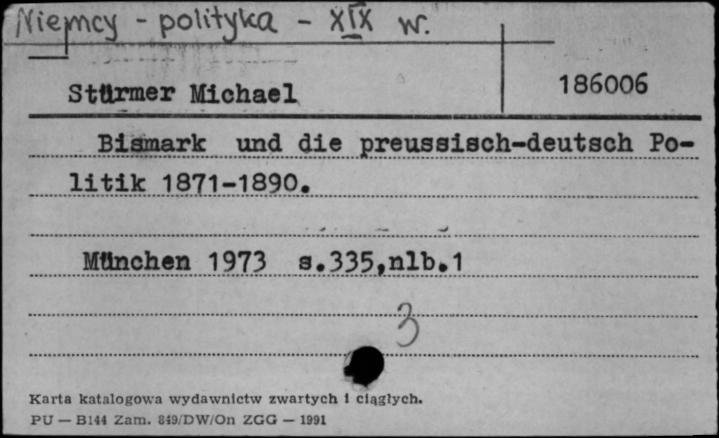 Niemcy - polityka - XIX w.
Stürmer Michael
186006
Bismark und die preussisch-deutsch Po-
litik 1871-1890.
München 1973 s.335,nlb.1
3
Karta katalogowa wydawnictw zwartych i ciągłych.
PU — B144 Zam. 849/DW/On ZGG — 1991